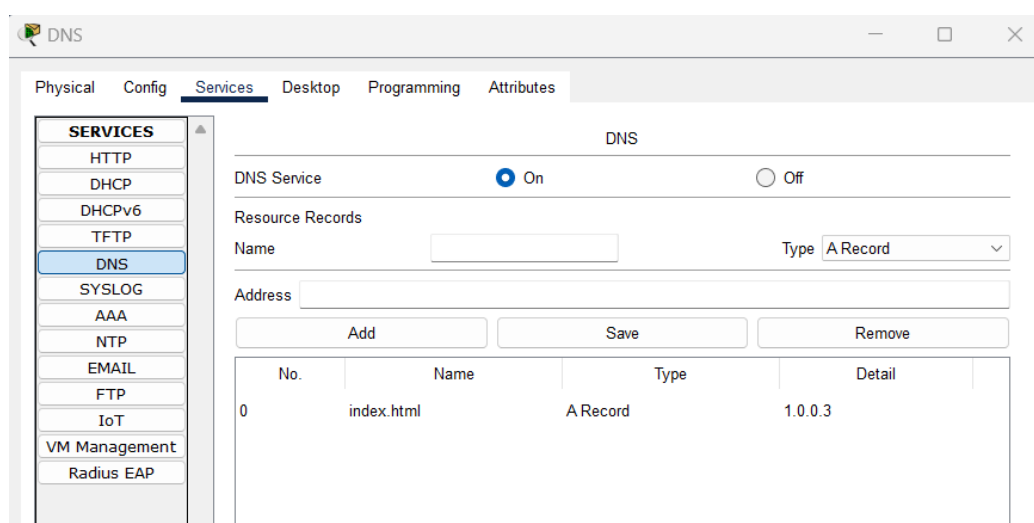 DNS
Physical Config Services Desktop Programming Attributes
SERVICES
HTTP
DHCP
DHCPv6
TFTP
DNS
SYSLOG
AAA
NTP
EMAIL
FTP
IoT
VM Management
Radius EAP
DNS
DNS Service On Off
Resource Records
Name Type A Record
Address
Add Save Remove
No. Name Type Detail
0 index.html A Record 1.0.0.3